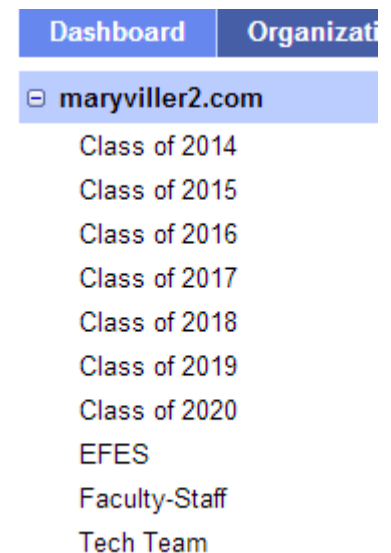 Dashboard Organizati
maryviller2.com
Class of 2014
Class of 2015
Class of 2016
Class of 2017
Class of 2018
Class of 2019
Class of 2020
EFES
Faculty-Staff
Tech Team